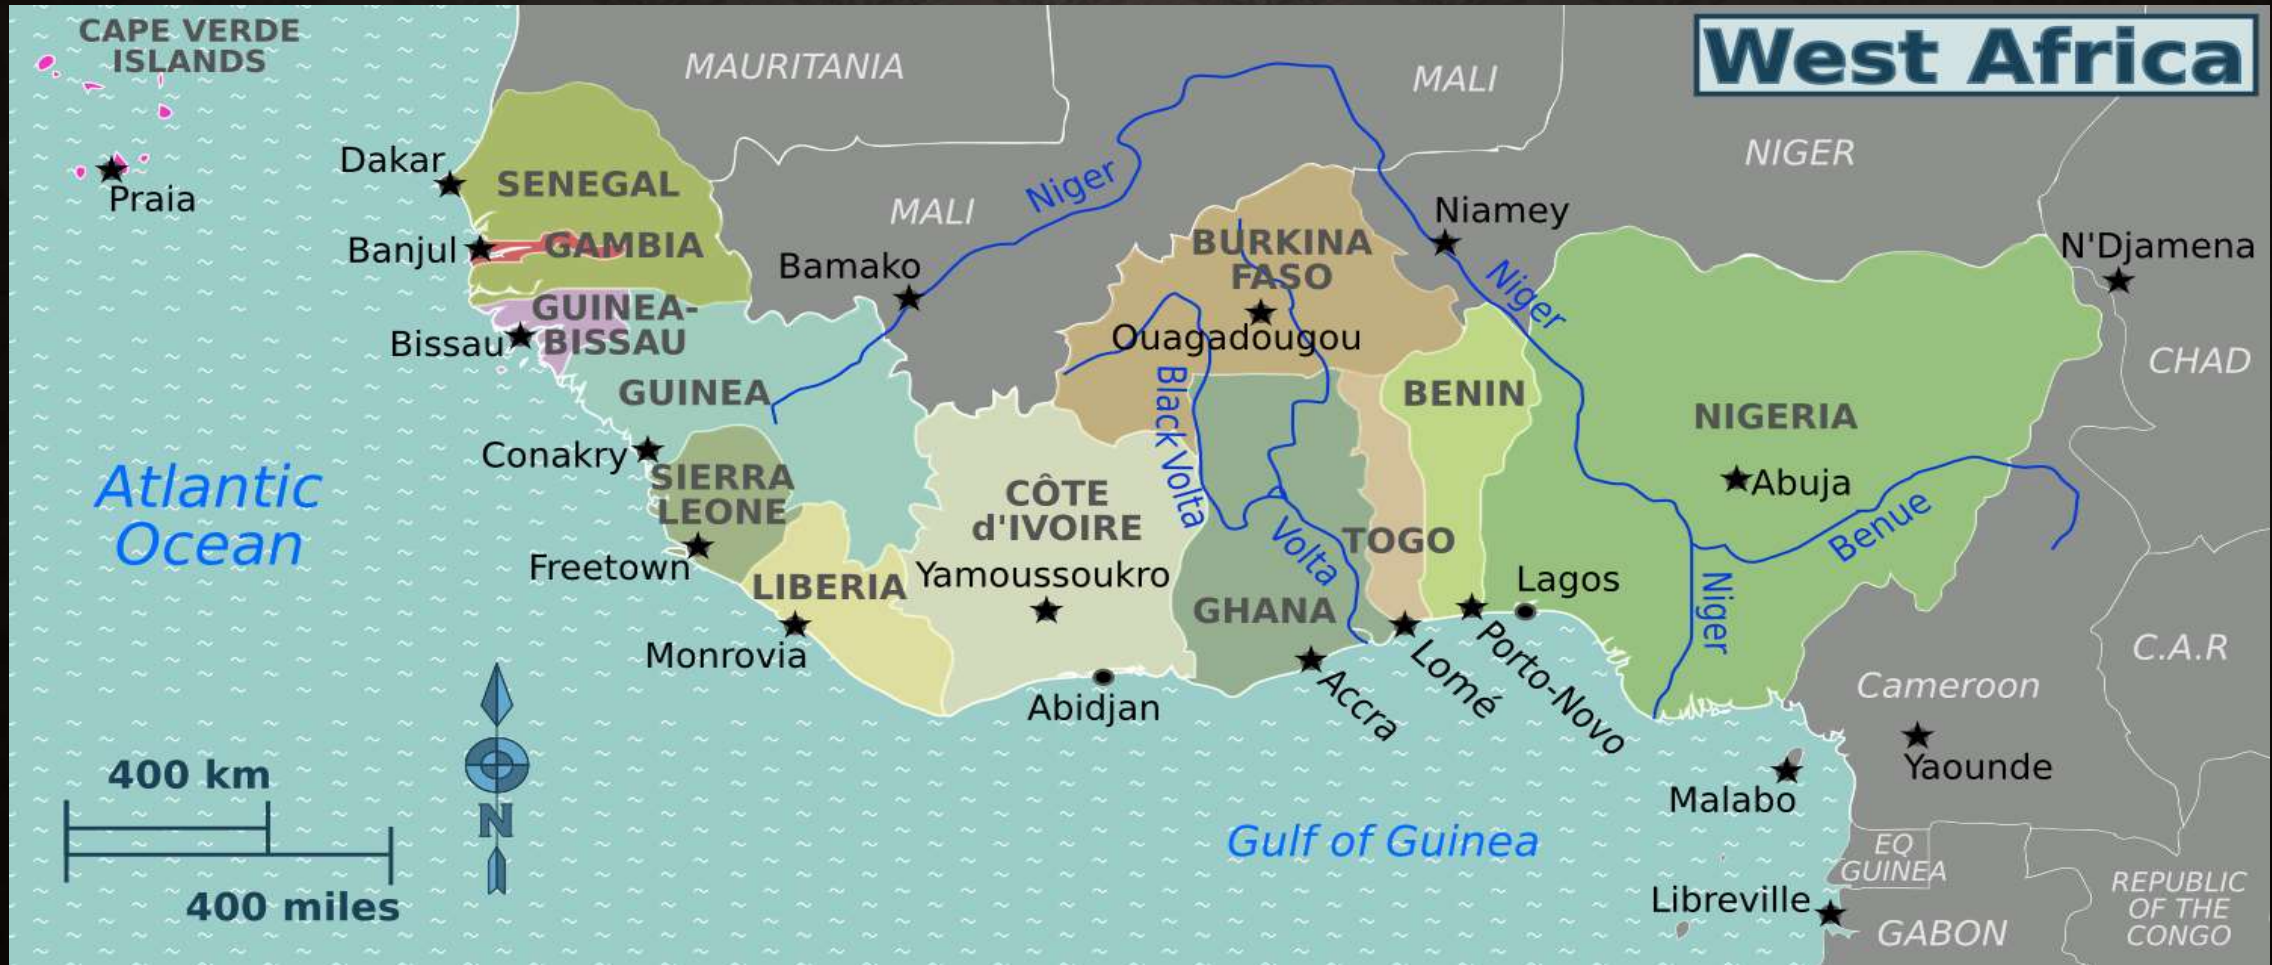 CAPE VERDE
ISLANDS
MAURITANIA
MALI
West Africa
NIGER
Dakar
SENEGAL
Praia
MALI
Niger
Niamey
Banjul
GAMBIA
BURKINA
FASO
N'Djamena
Bamako
Niger
GUINEA-
BISSAU
Bissau
Ouagadougou
CHAD
GUINEA
Black Volta
BENIN
NIGERIA
Conakry
SIERRA
LEONE
Atlantic
Ocean
CÔTE
d'IVOIRE
Abuja
Volta
TOGO
Benue
Freetown
LIBERIA
Yamoussoukro
GHANA
Lagos
Niger
Monrovia
C.A.R
Abidjan
Accra
Lomé
Porto-Novo
Cameroon
Yaounde
400 km
Malabo
N
Gulf of Guinea
EQ
GUINEA
400 miles
Libreville
GABON
REPUBLIC
OF THE
CONGO